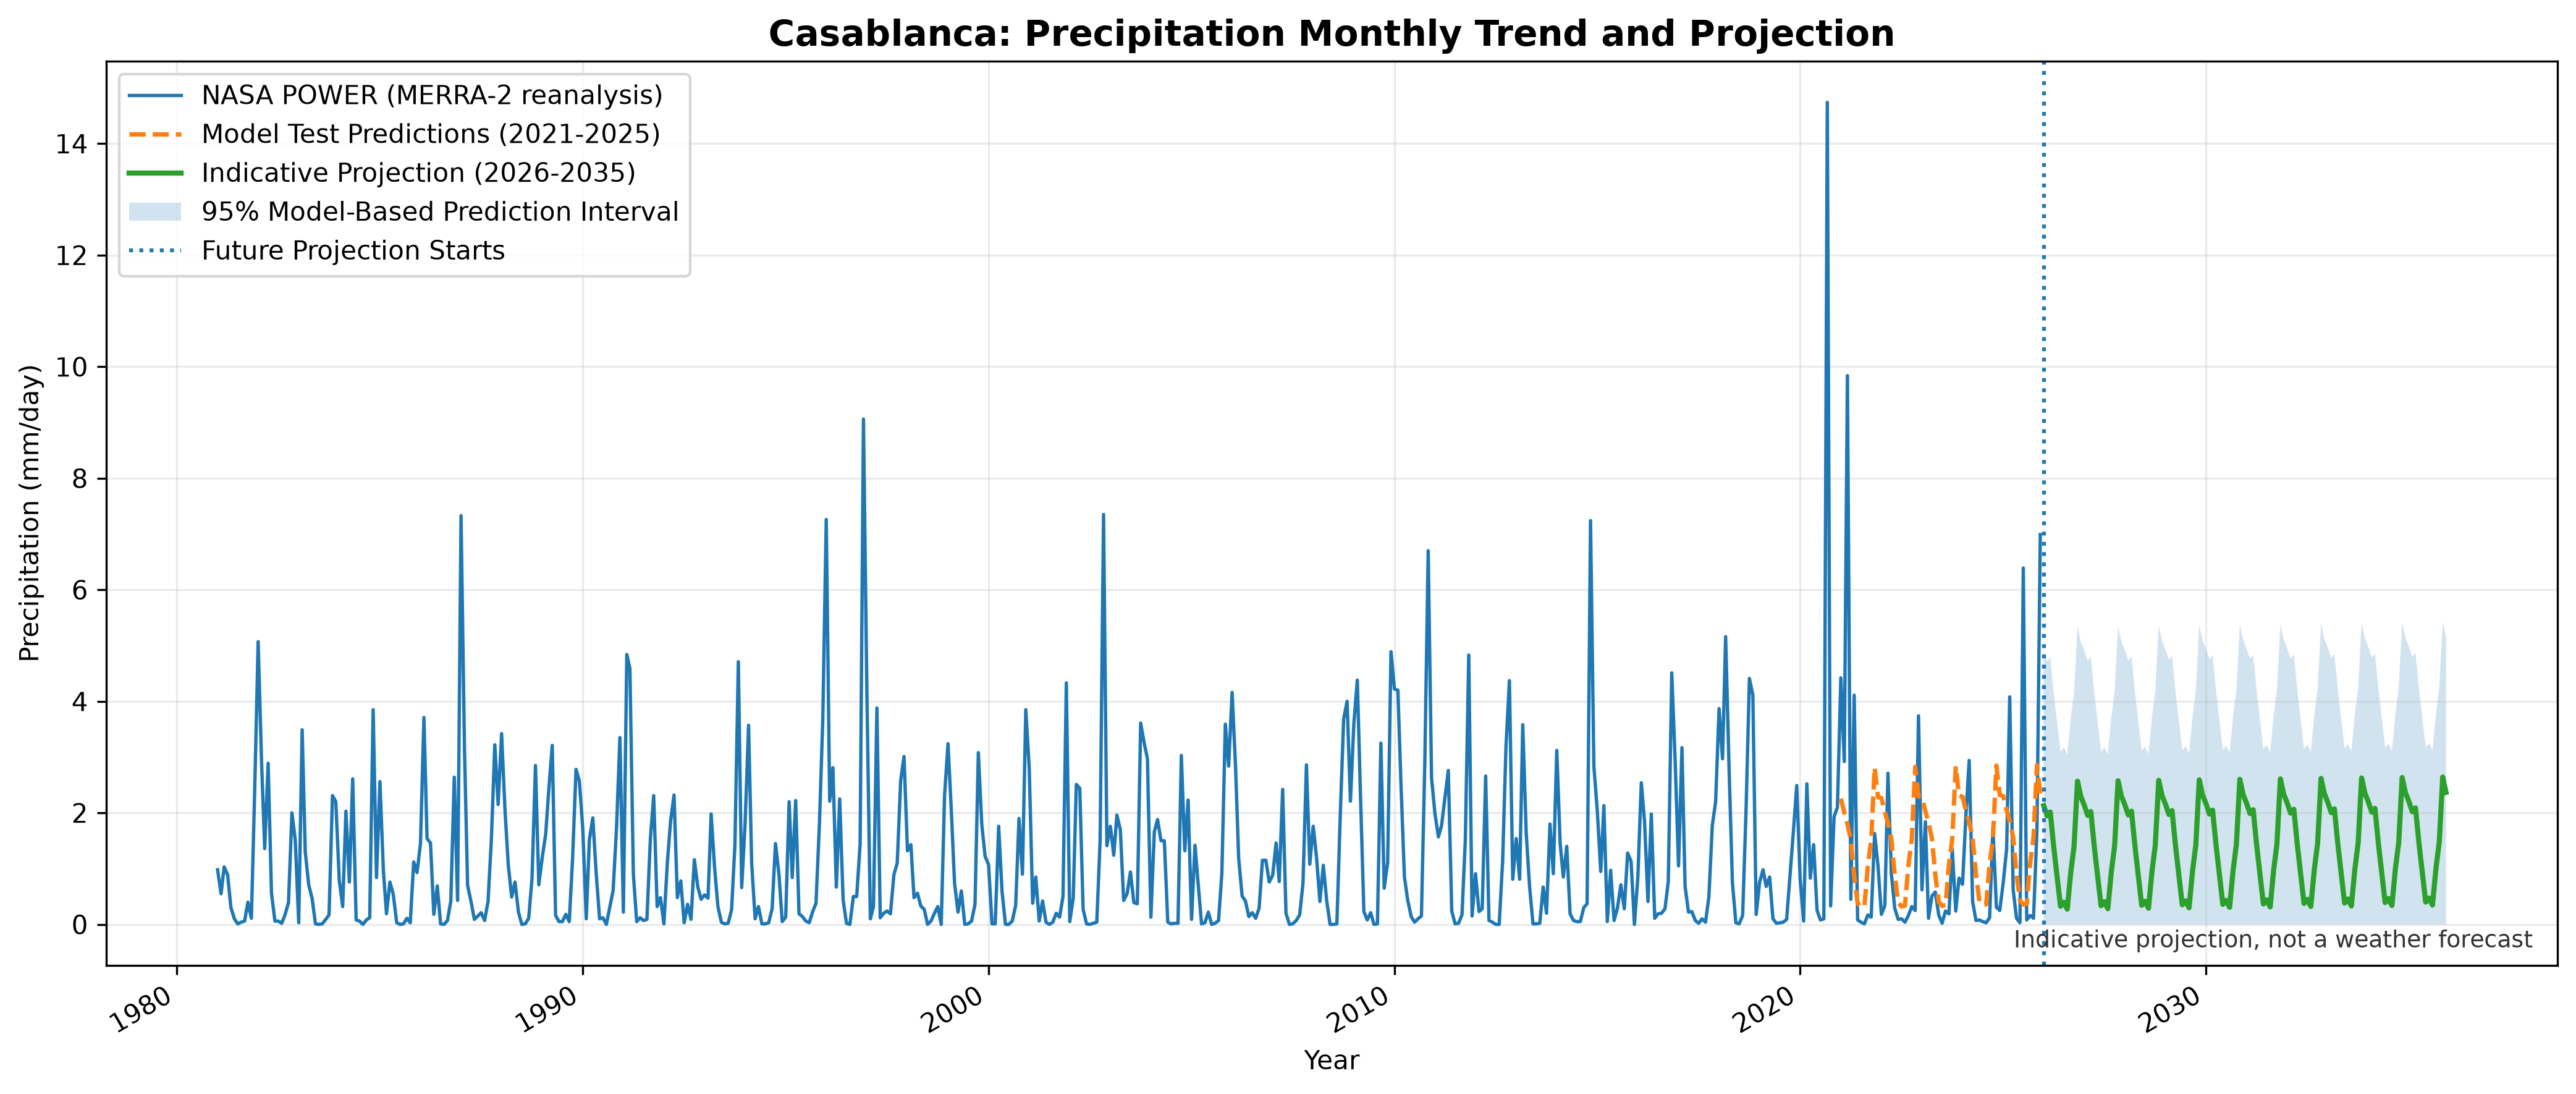 Casablanca: Precipitation Monthly Trend and Projection
NASA POWER (MERRA-2 reanalysis)
Model Test Predictions (2021-2025)
Indicative Projection (2026-2035)
95% Model-Based Prediction Interval
Future Projection Starts
Precipitation (mm/day)
14
12
10
8
6
4
2
0
Indicative projection, not a weather forecast
1980
1990
2000
2010
2020
2030
Year